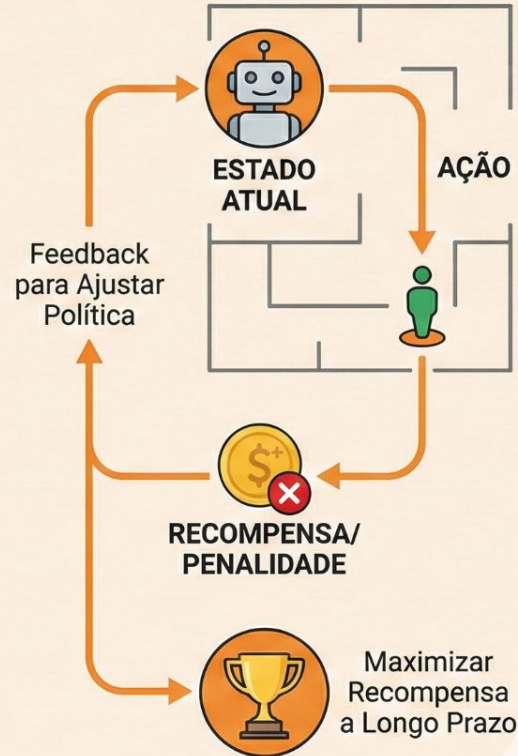 ESTADO
ATUAL
AÇÃO
Feedback
para Ajustar
Política
$+
RECOMPENSA/
PENALIDADE
Maximizar
Recompensa
a Longo Prazo